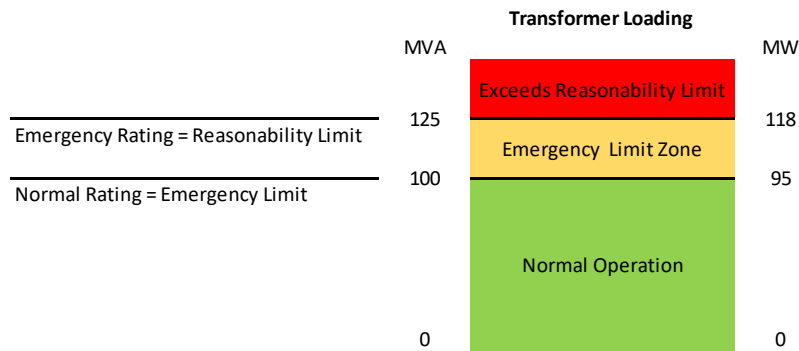 Transformer Loading
MVA
MW
Exceeds Reasonability Limit
125
118
Emergency Rating = Reasonability Limit
Emergency Limit Zone
100
95
Normal Rating = Emergency Limit
Normal Operation
0
0